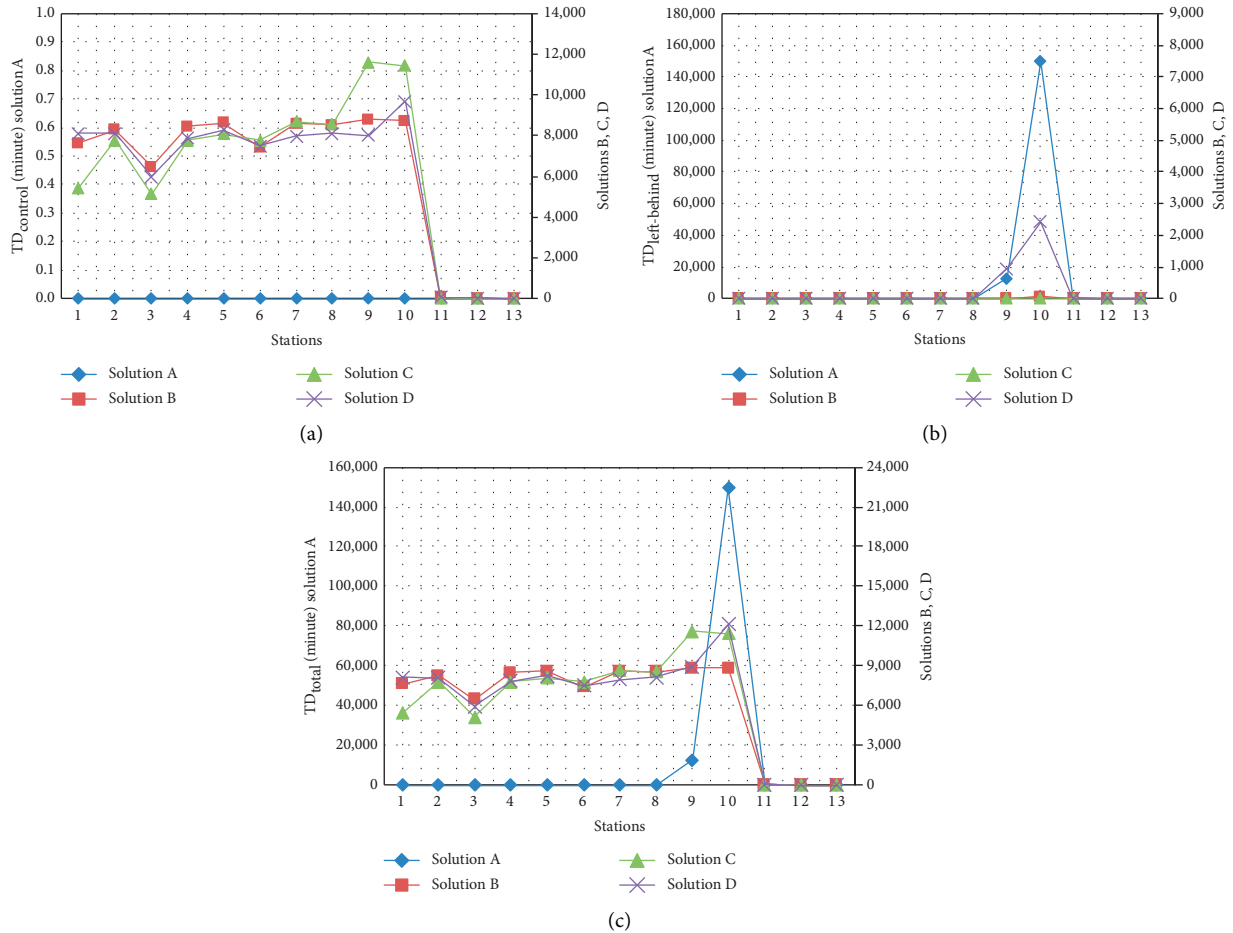 TD_control (minute) solution A
1.0
0.9
0.8
0.7
0.6
0.5
0.4
0.3
0.2
0.1
0.0
14,000
12,000
10,000
8,000
6,000
4,000
2,000
0
Solutions B, C, D
1 2 3 4 5 6 7 8 9 10 11 12 13
Stations
Solution A
Solution B
Solution C
Solution D
(a)
TD_left-behind (minute) solution A
180,000
160,000
140,000
120,000
100,000
80,000
60,000
40,000
20,000
0
9,000
8,000
7,000
6,000
5,000
4,000
3,000
2,000
1,000
0
Solutions B, C, D
1 2 3 4 5 6 7 8 9 10 11 12 13
Stations
Solution A
Solution B
Solution C
Solution D
(b)
TD_total (minute) solution A
160,000
140,000
120,000
100,000
80,000
60,000
40,000
20,000
0
24,000
21,000
18,000
15,000
12,000
9,000
6,000
3,000
0
Solutions B, C, D
1 2 3 4 5 6 7 8 9 10 11 12 13
Stations
Solution A
Solution B
Solution C
Solution D
(c)